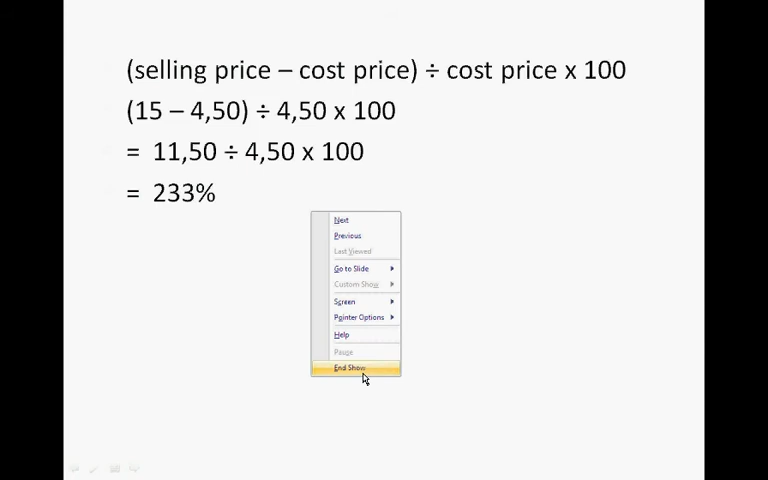 (selling price – cost price) ÷ cost price x 100
(15 – 4,50) ÷ 4,50 x 100
= 11,50 ÷ 4,50 x 100
= 233%
Next
Previous
Last Viewed
Go to Slide
Custom Show
Screen
Pointer Options
Help
Pause
End Show